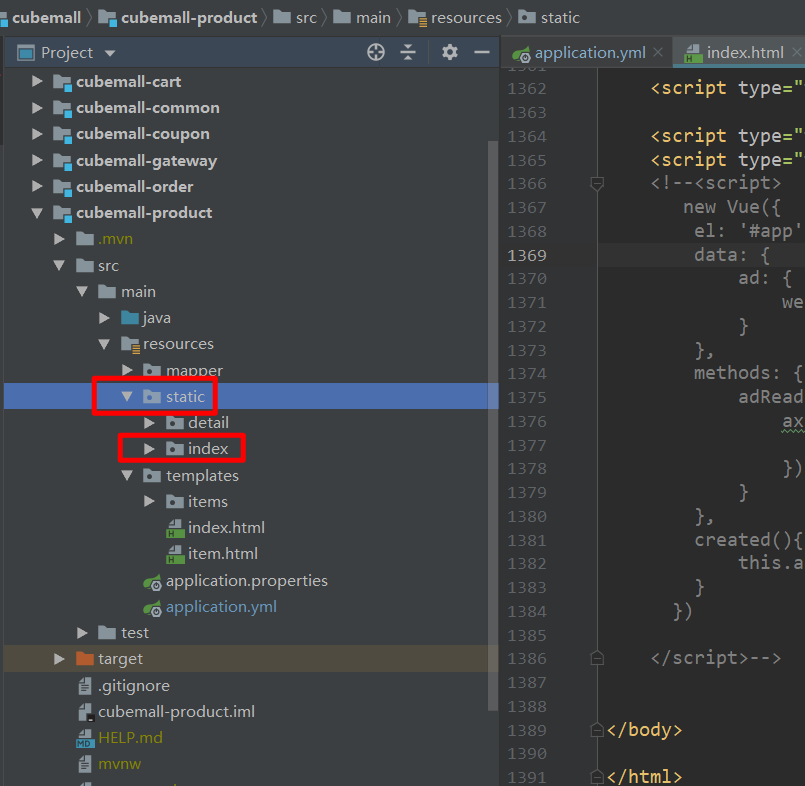 cubemall cubemall-product src main resources static
Project
application.yml
index.html
cubemall-cart
cubemall-common
cubemall-coupon
cubemall-gateway
cubemall-order
cubemall-product
.mvn
src
main
java
resources
mapper
static
detail
index
templates
items
index.html
item.html
application.properties
application.yml
test
target
.gitignore
cubemall-product.iml
HELP.md
mvnw
1362 <script type="
1363
1364 <script type="
1365 <script type="
1366 <!--<script>
1367 new Vue({
1368 el: '#app'
1369 data: {
1370 ad: {
1371 we
1372 }
1373 },
1374 methods: {
1375 adRead
1376 ax
1377
1378 })
1379 }
1380 },
1381 created(){
1382 this.a
1383 }
1384 })
1385
1386 </script>-->
1387
1388
1389 </body>
1390
1391 </html>